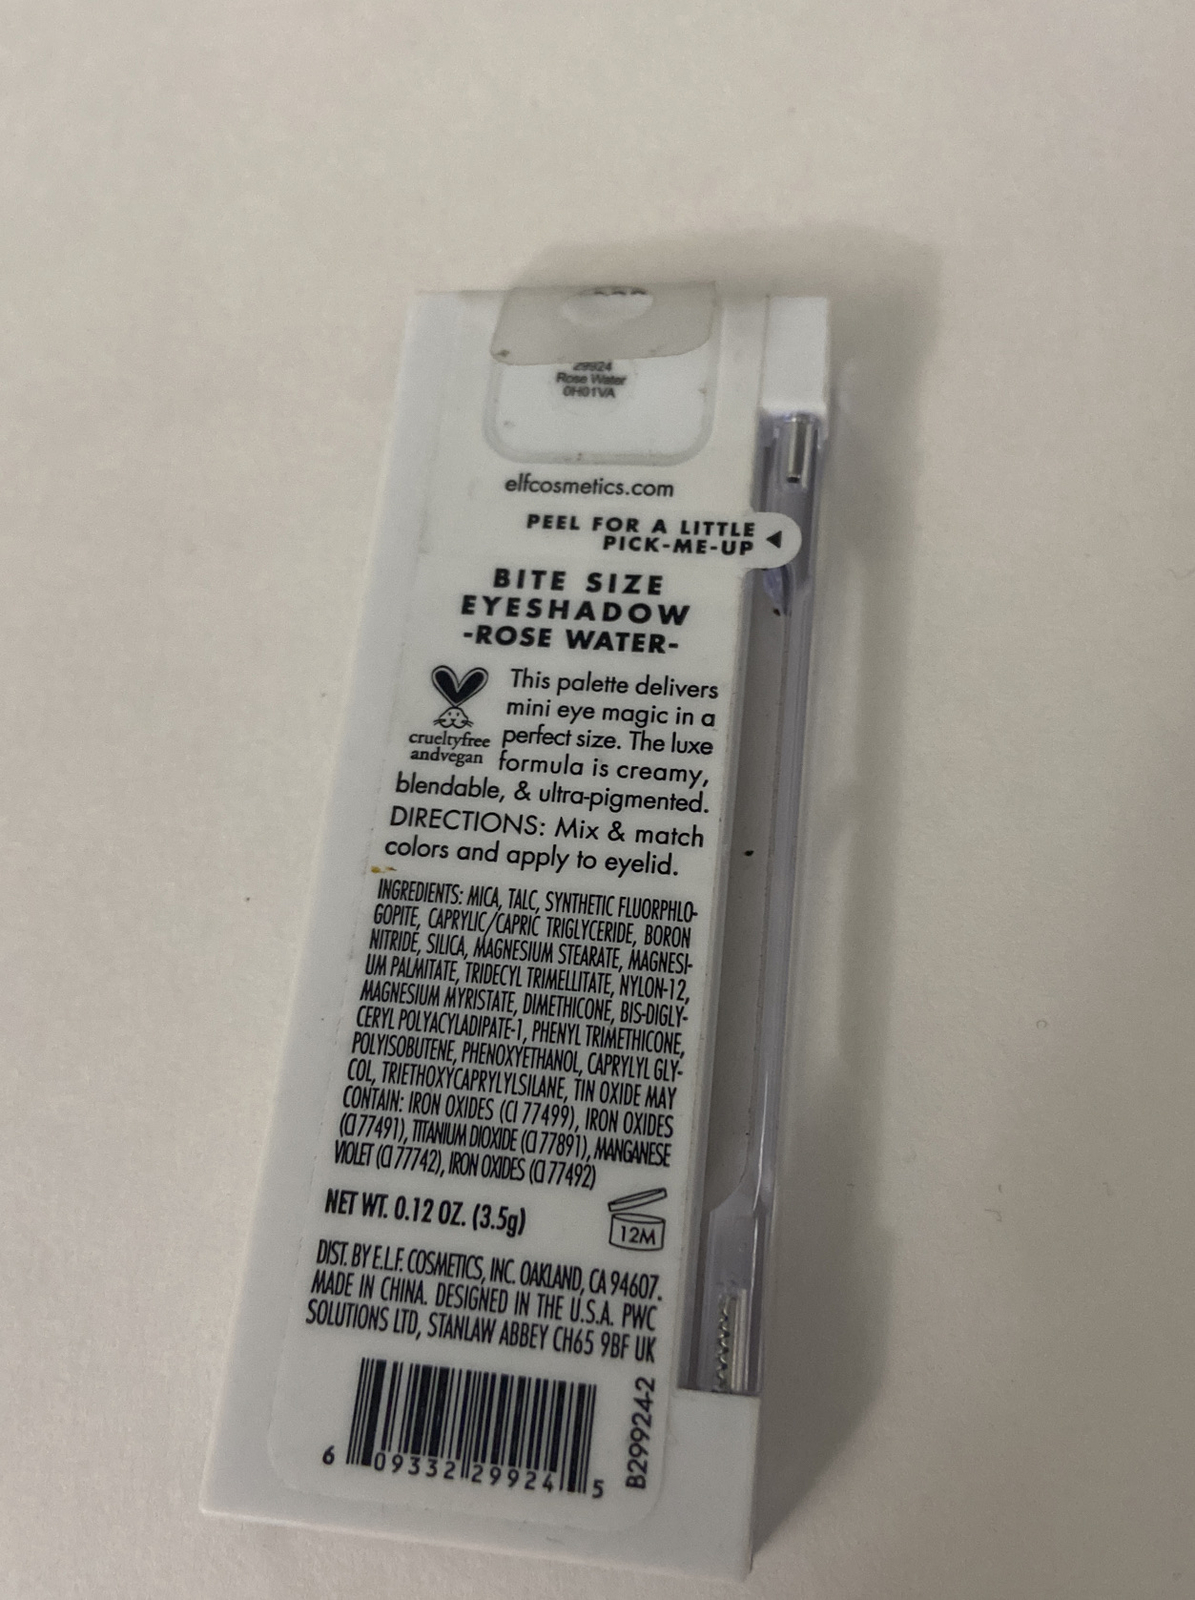 29924
Rose Water
0H01VA
elfcosmetics.com
PEEL FOR A LITTLE
PICK-ME-UP
BITE SIZE
EYESHADOW
-ROSE WATER-
This palette delivers
mini eye magic in a
crueltyfree perfect size. The luxe
andvegan formula is creamy,
blendable, & ultra-pigmented.
DIRECTIONS: Mix & match
colors and apply to eyelid.
INGREDIENTS: MICA, TALC, SYNTHETIC FLUORPHLO-
GOPITE, CAPRYLIC/CAPRIC TRIGLYCERIDE, BORON
NITRIDE, SILICA, MAGNESIUM STEARATE, MAGNESI-
UM PALMITATE, TRIDECYL TRIMELLITATE, NYLON-12,
MAGNESIUM MYRISTATE, DIMETHICONE, BIS-DIGLY-
CERYL POLYACYLADIPATE-1, PHENYL TRIMETHICONE,
POLYISOBUTENE, PHENOXYETHANOL, CAPRYLYL GLY-
COL, TRIETHOXYCAPRYLYLSILANE, TIN OXIDE MAY
CONTAIN: IRON OXIDES (CI 77499), IRON OXIDES
(CI 77491), TITANIUM DIOXIDE (CI 77891), MANGANESE
VIOLET (CI 77742), IRON OXIDES (CI 77492)
NET WT. 0.12 OZ. (3.5g)
12M
DIST. BY E.L.F. COSMETICS, INC. OAKLAND, CA 94607.
MADE IN CHINA. DESIGNED IN THE U.S.A. PWC
SOLUTIONS LTD, STANLAW ABBEY CH65 9BF UK
6 09332 29924 5
B29924-2